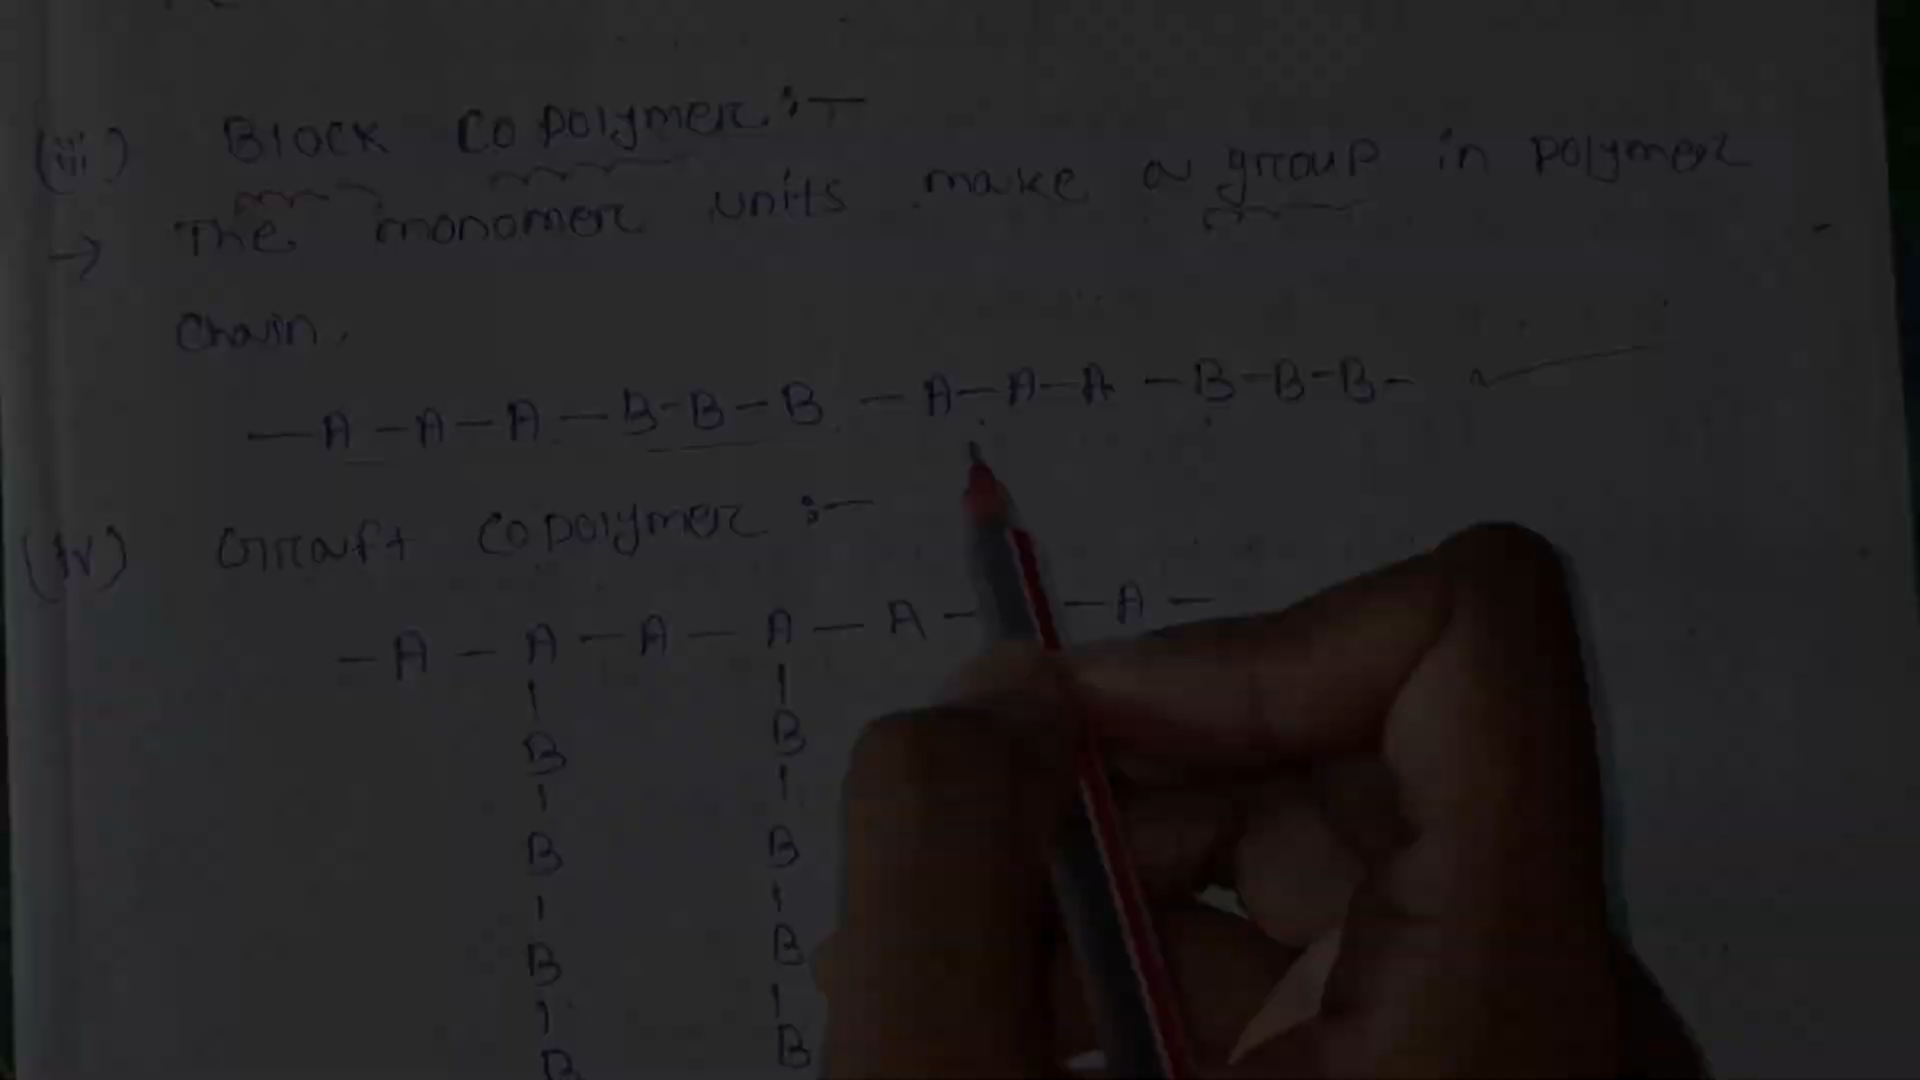 (iii) Block Copolymer :-
→ The monomer units make a group in polymer
chain.
—A—A—A—B—B—B—A—A—A—B—B—B—
(iv) Graft Copolymer :—
—A—A—A—A—A— —A—
| |
B B
| |
B B
| |
B B
| |
B B